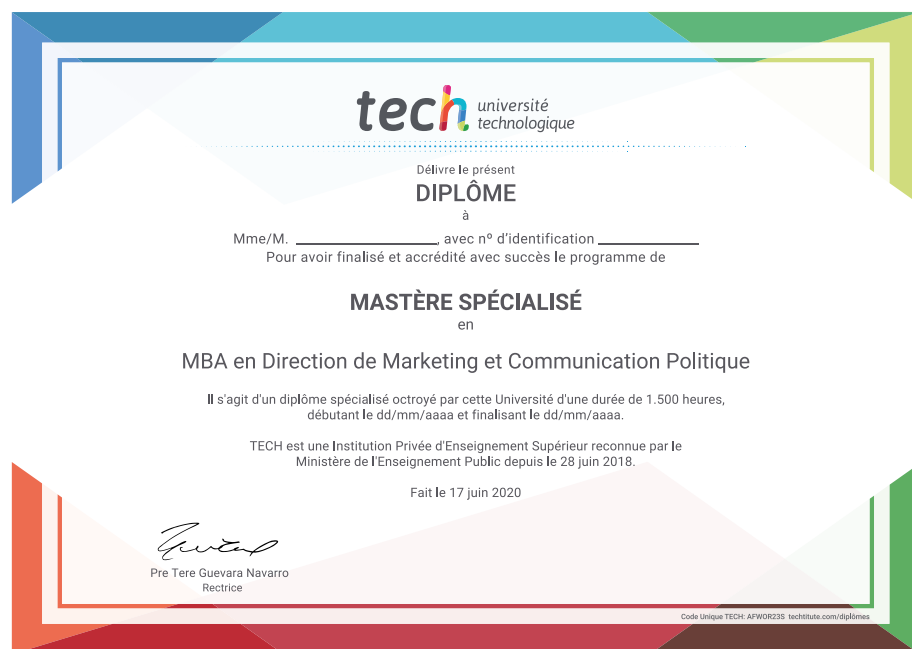 tech université
technologique
Délivre le présent
DIPLÔME
à
Mme/M. ____________________, avec nº d'identification ______________
Pour avoir finalisé et accrédité avec succès le programme de
MASTÈRE SPÉCIALISÉ
en
MBA en Direction de Marketing et Communication Politique
Il s'agit d'un diplôme spécialisé octroyé par cette Université d'une durée de 1.500 heures,
débutant le dd/mm/aaaa et finalisant le dd/mm/aaaa.
TECH est une Institution Privée d'Enseignement Supérieur reconnue par le
Ministère de l'Enseignement Public depuis le 28 juin 2018.
Fait le 17 juin 2020
Pre Tere Guevara Navarro
Rectrice
Code Unique TECH: AFWOR23S techtitute.com/diplômes